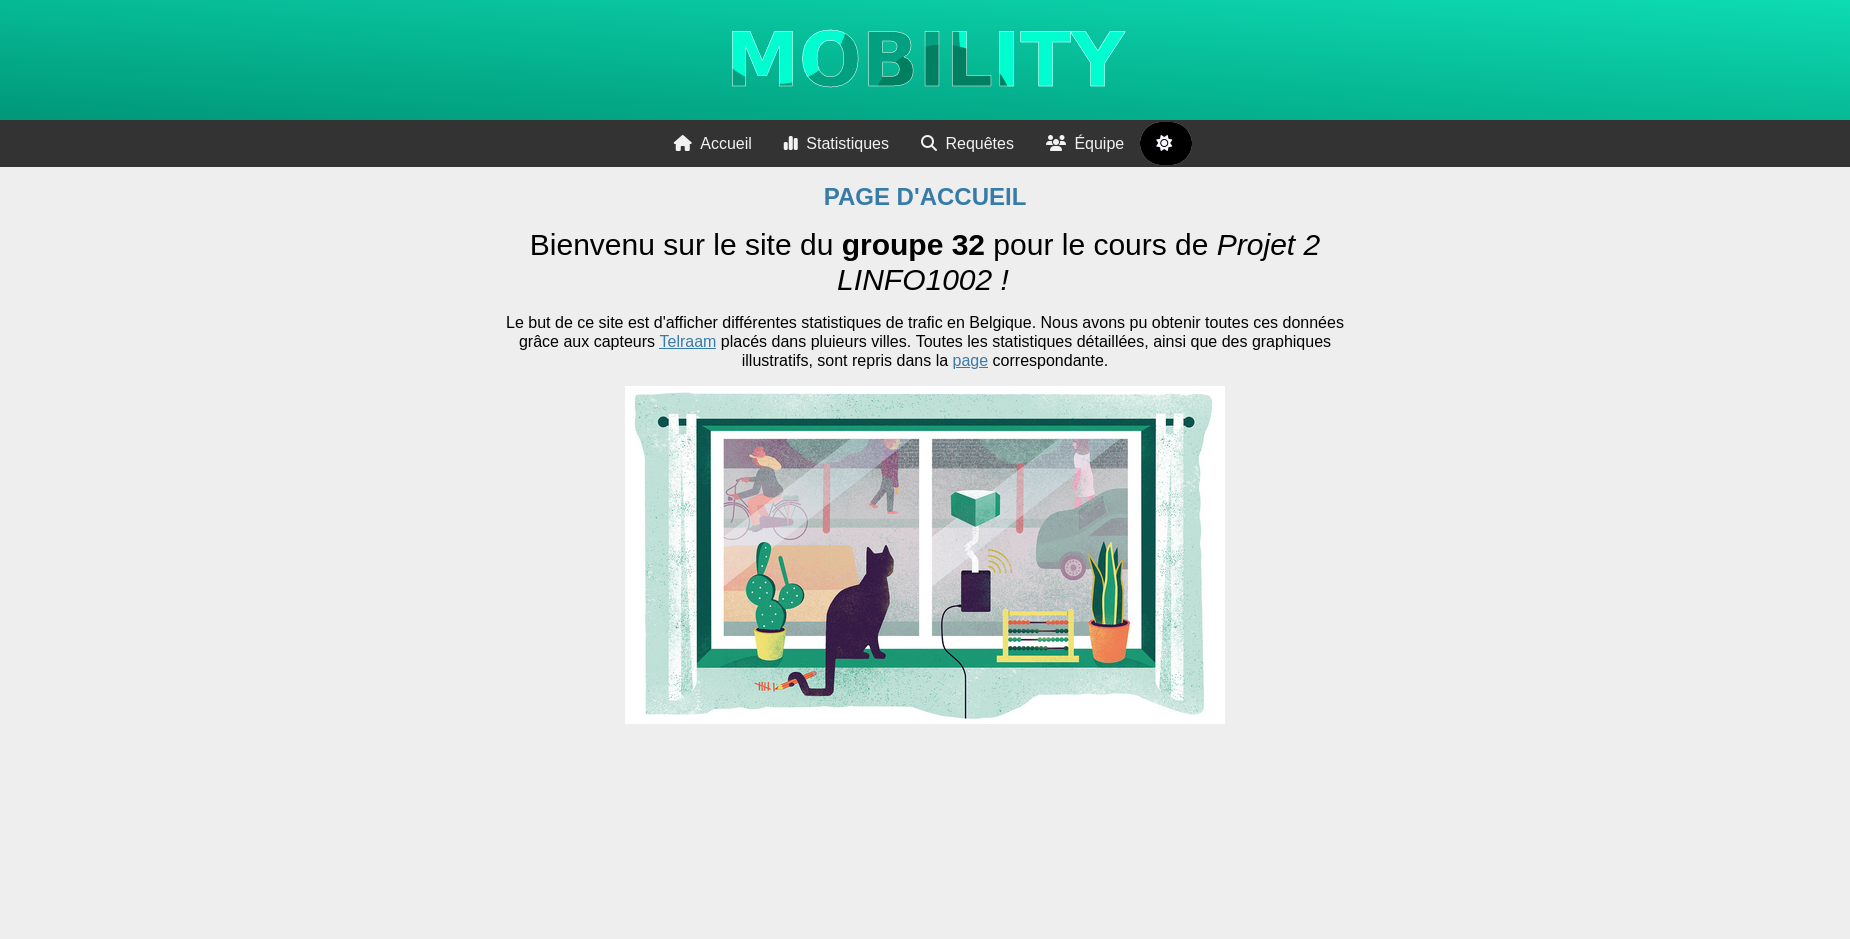 MOBILITY
Accueil Statistiques Requêtes Équipe
PAGE D'ACCUEIL
Bienvenu sur le site du groupe 32 pour le cours de Projet 2
LINFO1002 !
Le but de ce site est d'afficher différentes statistiques de trafic en Belgique. Nous avons pu obtenir toutes ces données
grâce aux capteurs Telraam placés dans pluieurs villes. Toutes les statistiques détaillées, ainsi que des graphiques
illustratifs, sont repris dans la page correspondante.